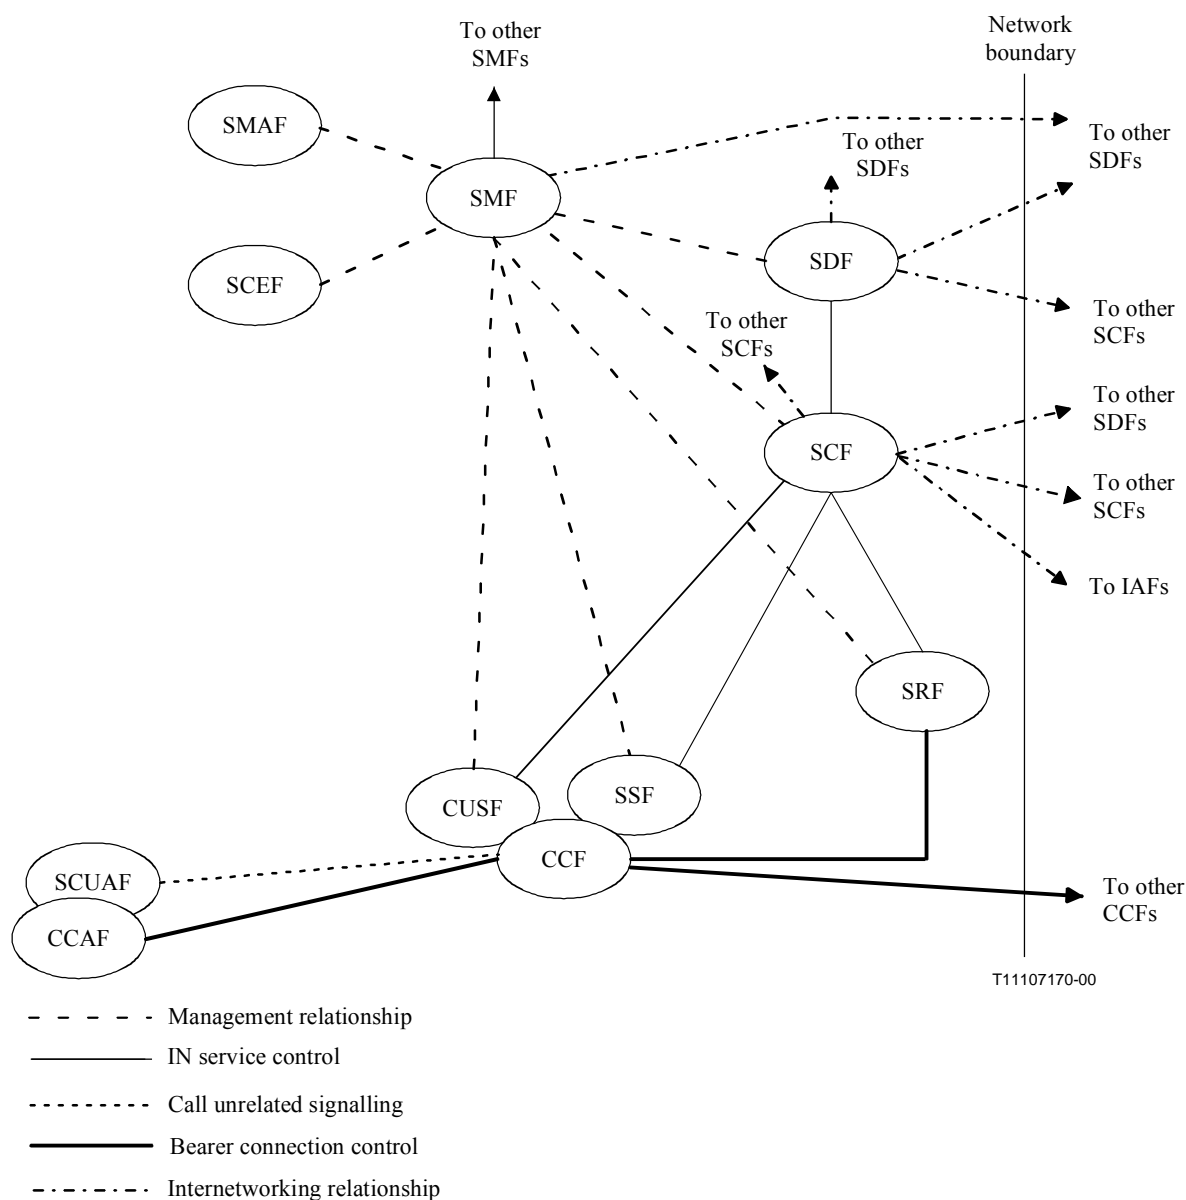 To other
SMFs
Network
boundary
SMAF
To other
SDFs
To other
SDFs
SMF
SDF
SCEF
To other
SCFs
To other
SCFs
To other
SDFs
SCF
To other
SCFs
To IAFs
SRF
SSF
CUSF
CCF
SCUAF
To other
CCFs
CCAF
T11107170-00
Management relationship
IN service control
Call unrelated signalling
Bearer connection control
Internetworking relationship